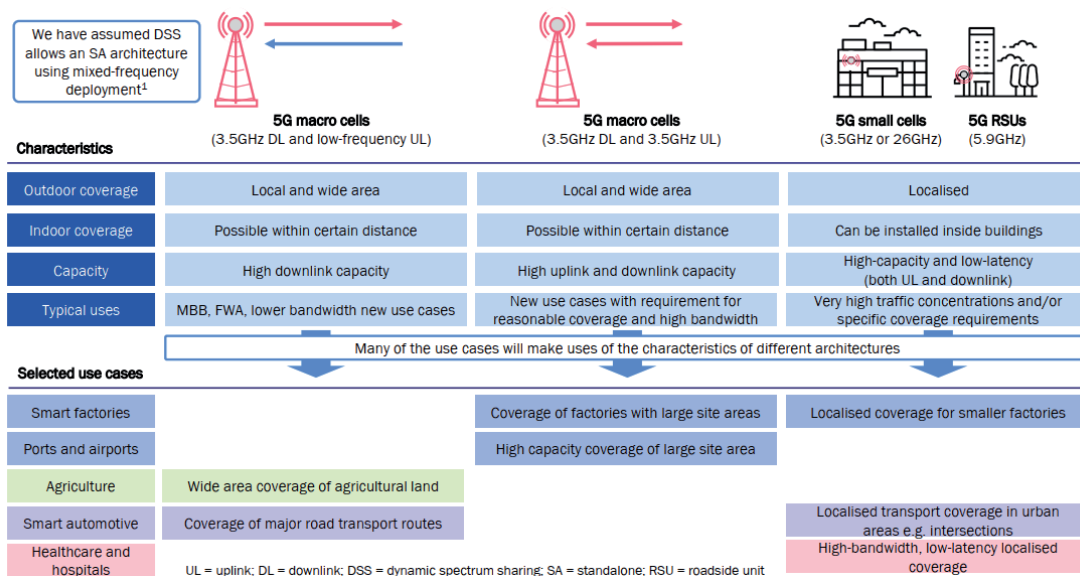 We have assumed DSS
allows an SA architecture
using mixed-frequency
deployment¹
5G macro cells
(3.5GHz DL and low-frequency UL)
5G macro cells
(3.5GHz DL and 3.5GHz UL)
5G small cells
(3.5GHz or 26GHz)
5G RSUs
(5.9GHz)
Characteristics
Outdoor coverage
Local and wide area
Local and wide area
Localised
Indoor coverage
Possible within certain distance
Possible within certain distance
Can be installed inside buildings
Capacity
High downlink capacity
High uplink and downlink capacity
High-capacity and low-latency
(both UL and downlink)
Typical uses
MBB, FWA, lower bandwidth new use cases
New use cases with requirement for
reasonable coverage and high bandwidth
Very high traffic concentrations and/or
specific coverage requirements
Many of the use cases will make uses of the characteristics of different architectures
Selected use cases
Smart factories
Coverage of factories with large site areas
Localised coverage for smaller factories
Ports and airports
High capacity coverage of large site area
Agriculture
Wide area coverage of agricultural land
Smart automotive
Coverage of major road transport routes
Localised transport coverage in urban
areas e.g. intersections
Healthcare and
hospitals
High-bandwidth, low-latency localised
coverage
UL = uplink; DL = downlink; DSS = dynamic spectrum sharing; SA = standalone; RSU = roadside unit